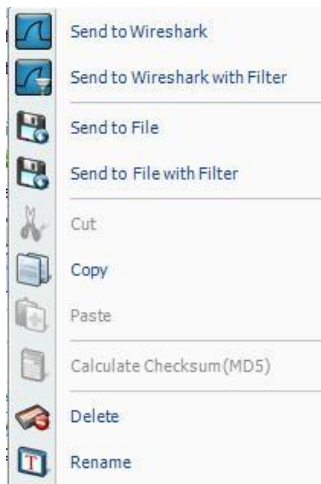 Send to Wireshark
Send to Wireshark with Filter
Send to File
Send to File with Filter
Cut
Copy
Paste
Calculate Checksum(MD5)
Delete
Rename